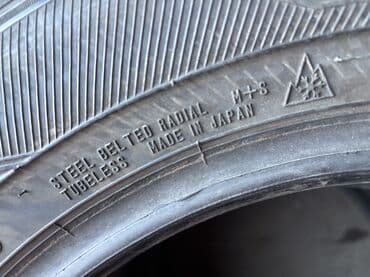 STEEL BELTED RADIAL M+S
TUBELESS MADE IN JAPAN